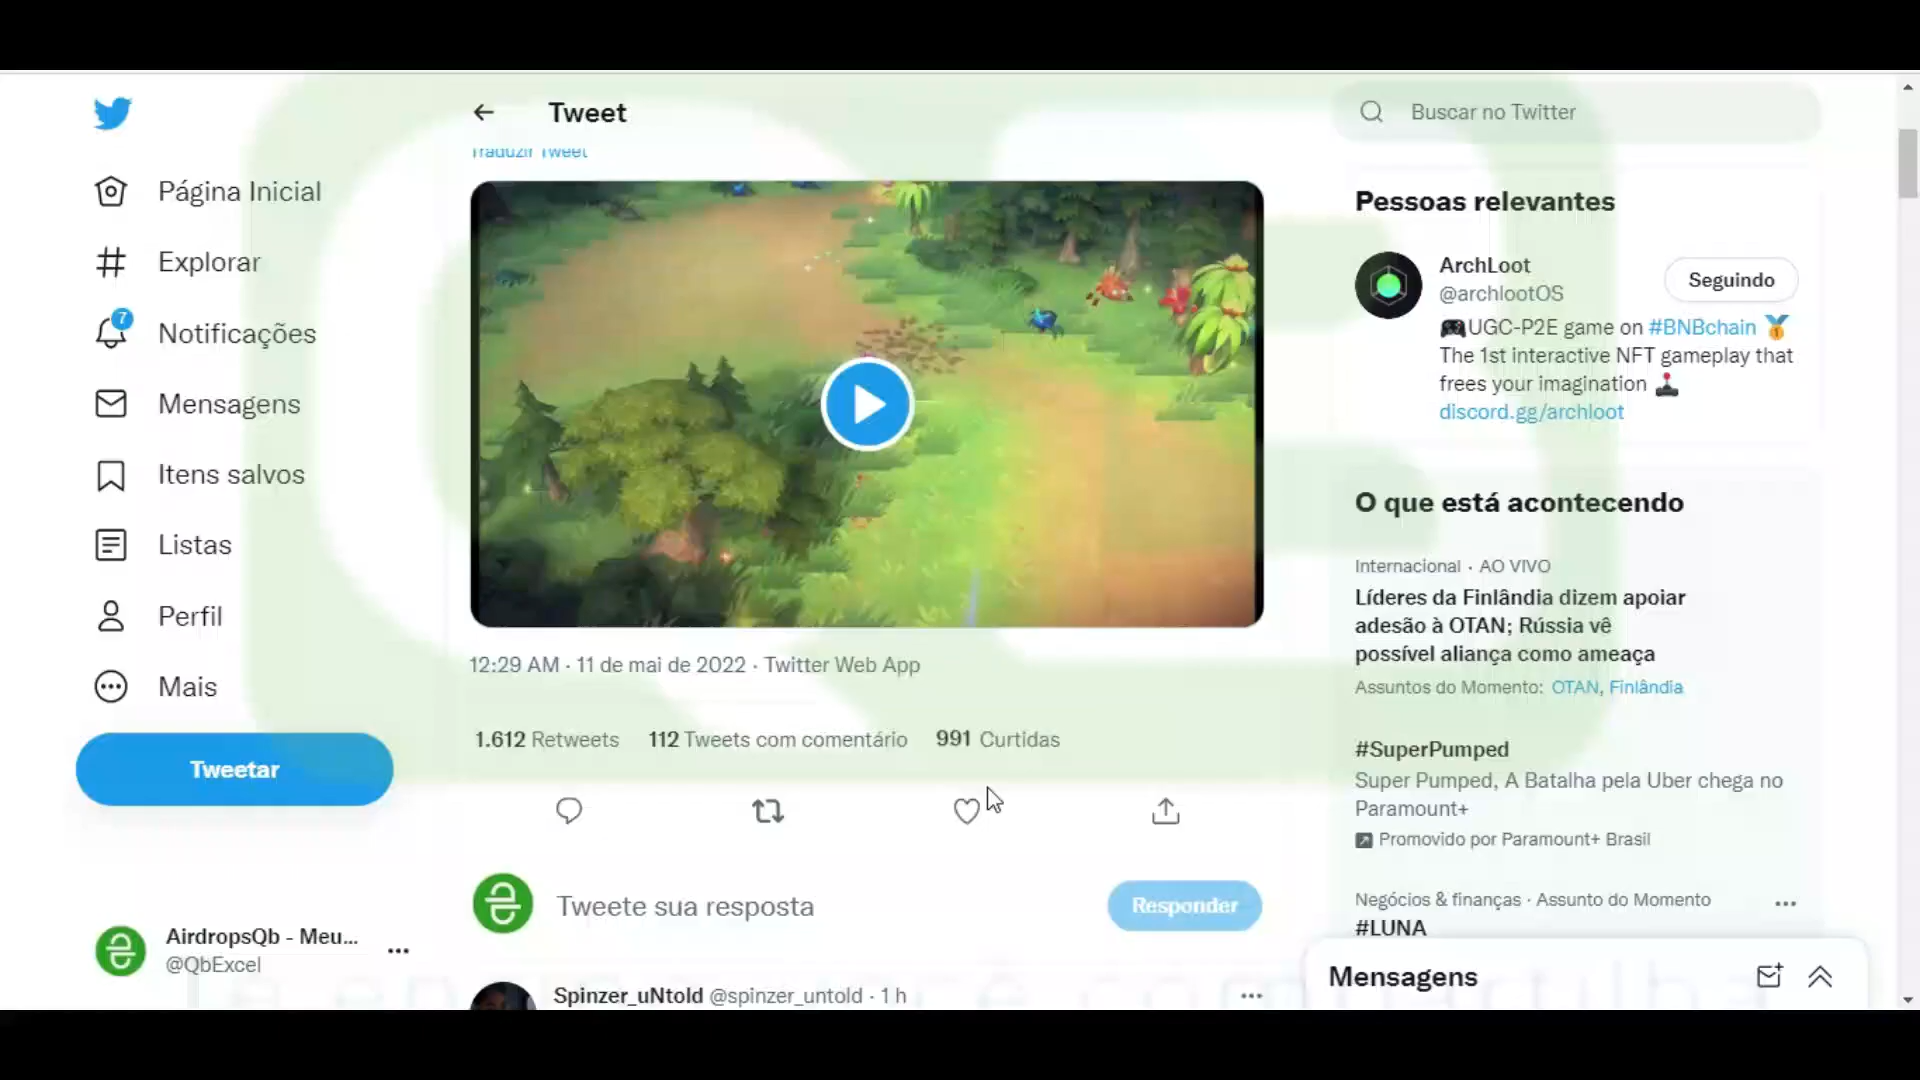 Tweet
Buscar no Twitter
Traduzir Tweet
Página Inicial
Explorar
7
Notificações
Mensagens
Itens salvos
Listas
Perfil
Mais
Tweetar
AirdropsQb - Meu...
@QbExcel
12:29 AM · 11 de mai de 2022 · Twitter Web App
1.612 Retweets 112 Tweets com comentário 991 Curtidas
Tweete sua resposta
Responder
Spinzer_uNtold @spinzer_untold · 1 h
Pessoas relevantes
ArchLoot
@archlootOS
Seguindo
🎮UGC-P2E game on #BNBchain 🥇
The 1st interactive NFT gameplay that
frees your imagination 🕹️
discord.gg/archloot
O que está acontecendo
Internacional · AO VIVO
Líderes da Finlândia dizem apoiar
adesão à OTAN; Rússia vê
possível aliança como ameaça
Assuntos do Momento: OTAN, Finlândia
#SuperPumped
Super Pumped, A Batalha pela Uber chega no
Paramount+
Promovido por Paramount+ Brasil
Negócios & finanças · Assunto do Momento
#LUNA
Mensagens